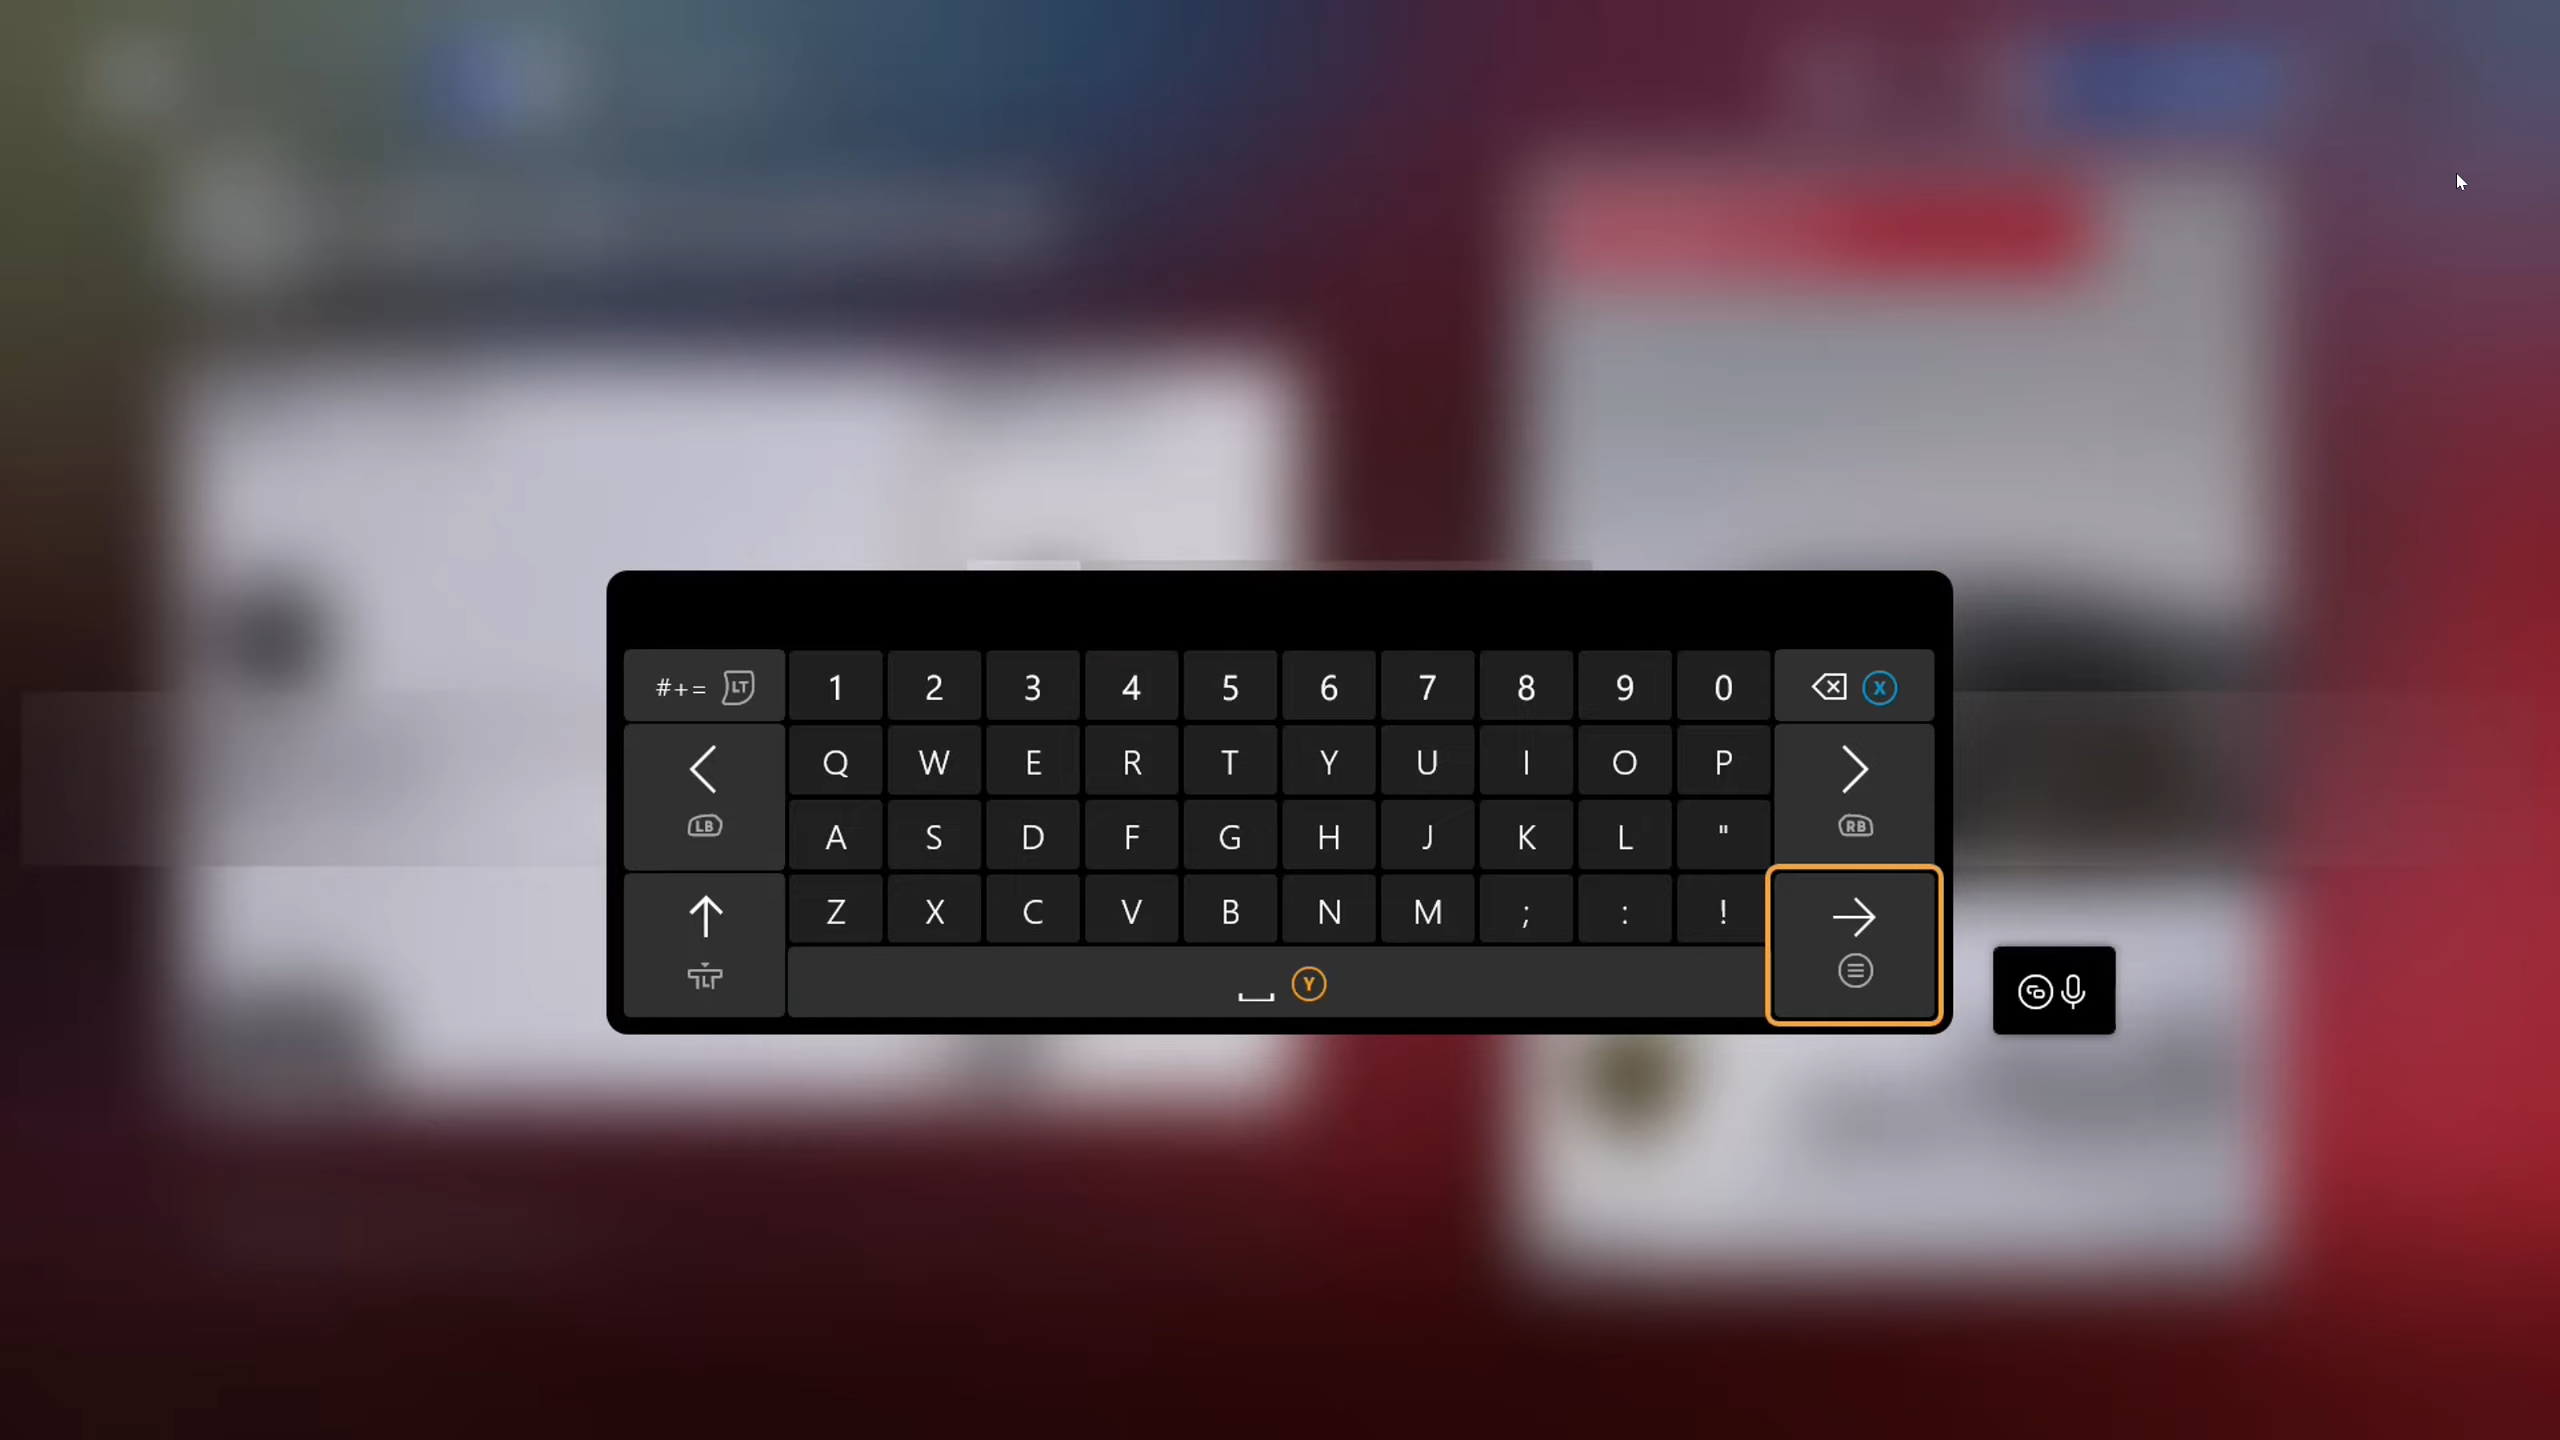 #+= LT 1 2 3 4 5 6 7 8 9 0 X
Q W E R T Y U I O P
LB A S D F G H J K L " RB
Z X C V B N M ; : !
Y